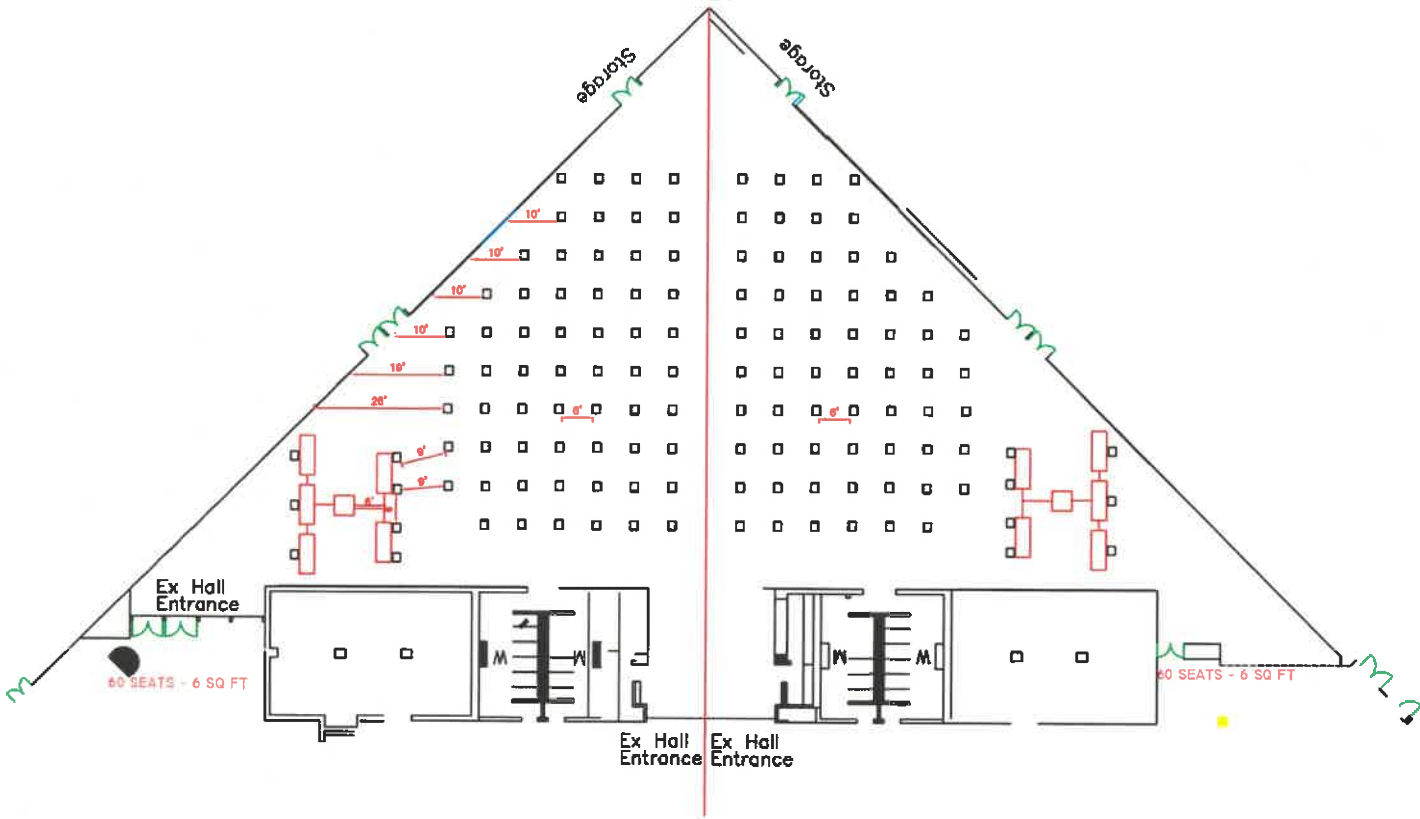 Storage
Storage
10'
10'
10'
10'
19'
26'
6'
6'
9'
9'
6'
Ex Hall
Entrance
60 SEATS - 6 SQ FT
W
M
M
W
60 SEATS - 6 SQ FT
Ex Hall
Entrance
Ex Hall
Entrance